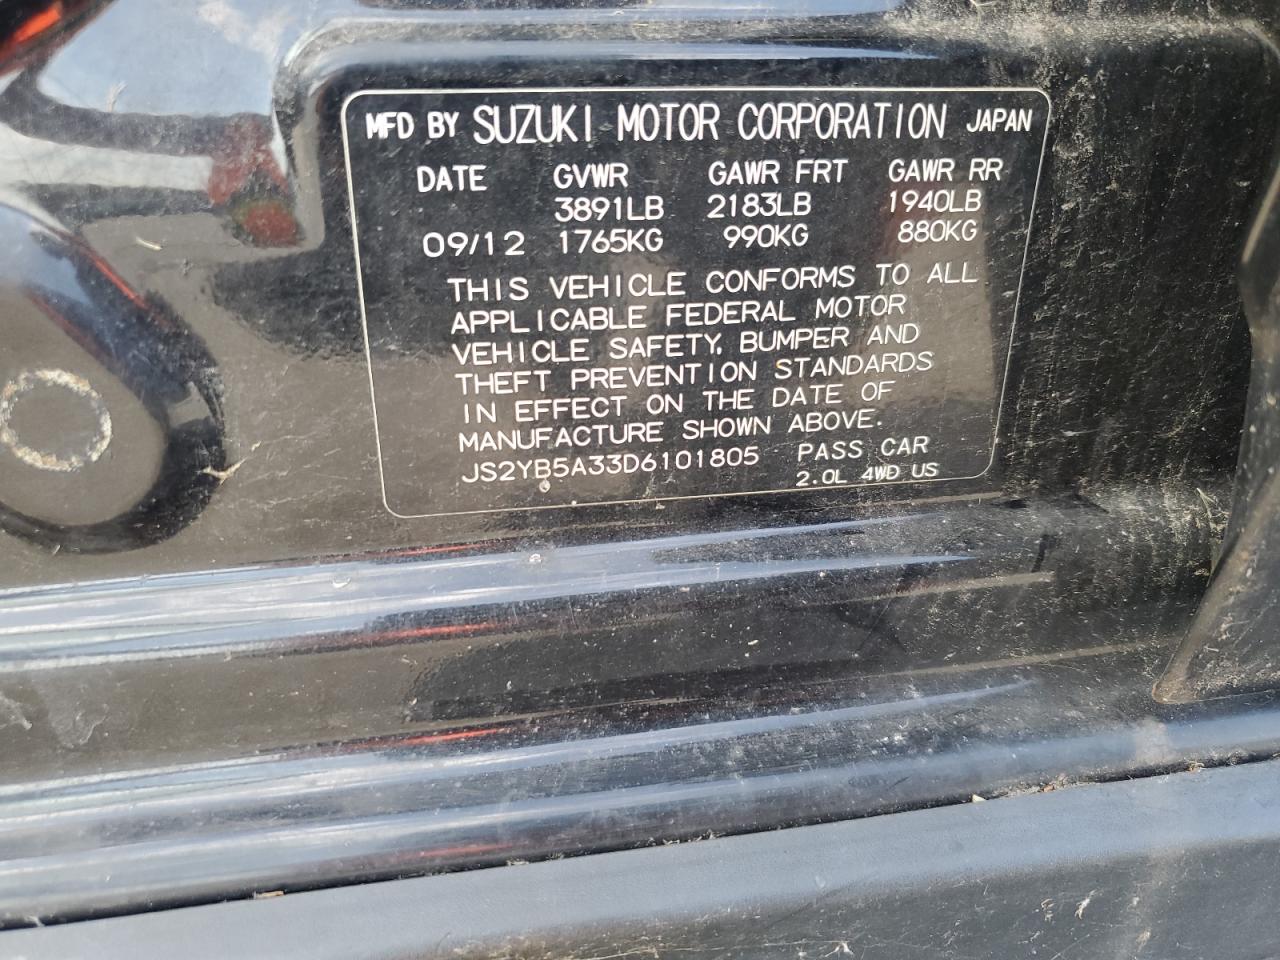 MFD BY SUZUKI MOTOR CORPORATION JAPAN
DATE GVWR GAWR FRT GAWR RR
3891LB 2183LB 1940LB
09/12 1765KG 990KG 880KG
THIS VEHICLE CONFORMS TO ALL
APPLICABLE FEDERAL MOTOR
VEHICLE SAFETY, BUMPER AND
THEFT PREVENTION STANDARDS
IN EFFECT ON THE DATE OF
MANUFACTURE SHOWN ABOVE.
JS2YB5A33D6101805 PASS CAR
2.0L 4WD US